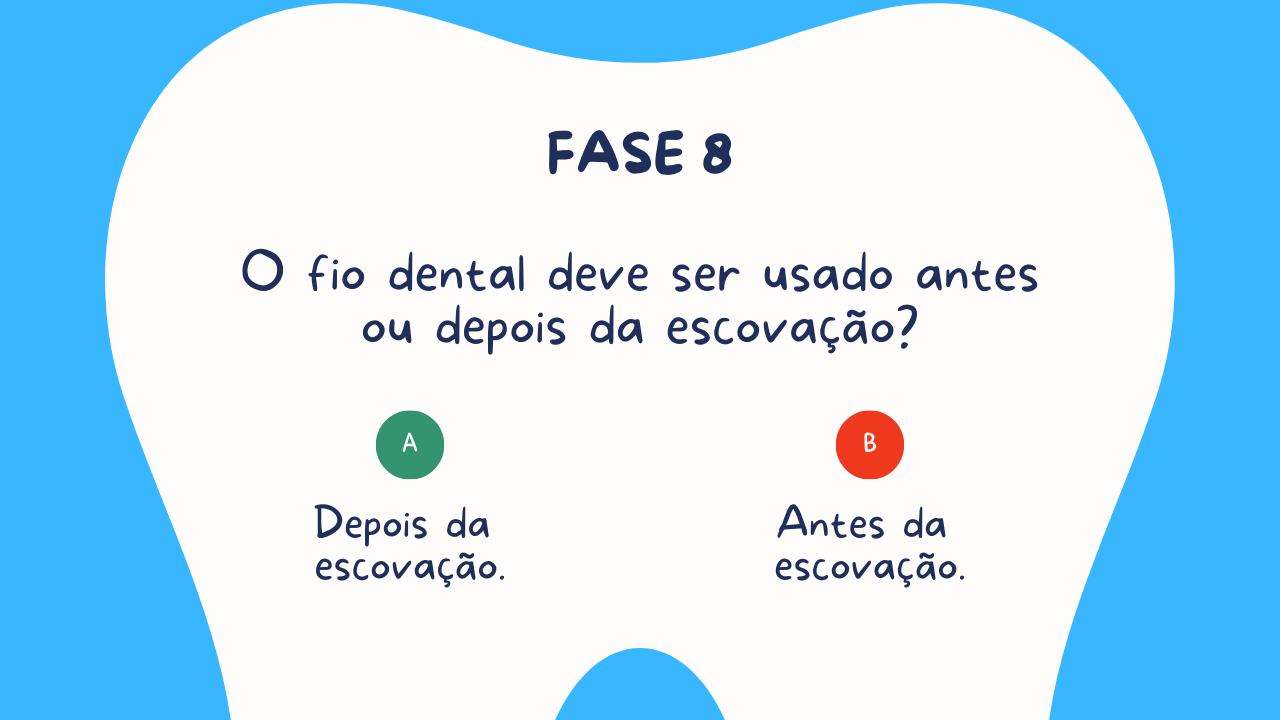 FASE 8
O fio dental deve ser usado antes
ou depois da escovação?
A
Depois da
escovação.
B
Antes da
escovação.